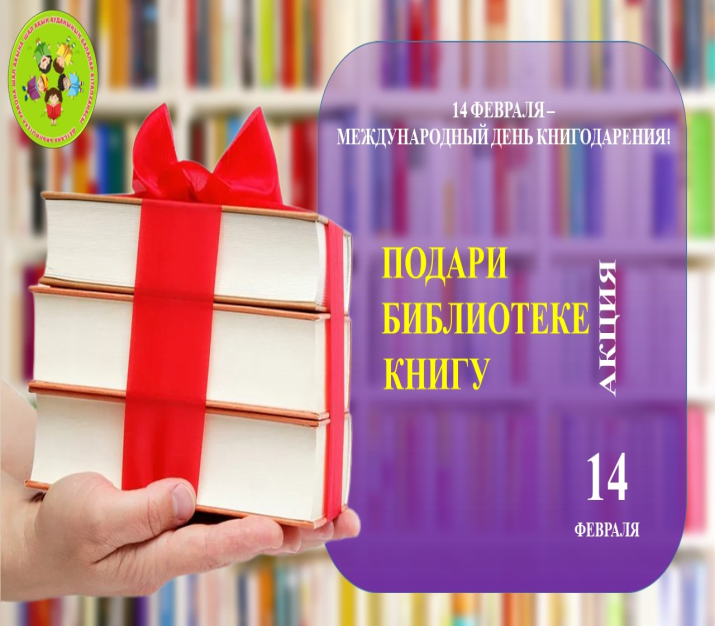 14 ФЕВРАЛЯ –
МЕЖДУНАРОДНЫЙ ДЕНЬ КНИГОДАРЕНИЯ!
ПОДАРИ
БИБЛИОТЕКЕ
КНИГУ
АКЦИЯ
14
ФЕВРАЛЯ